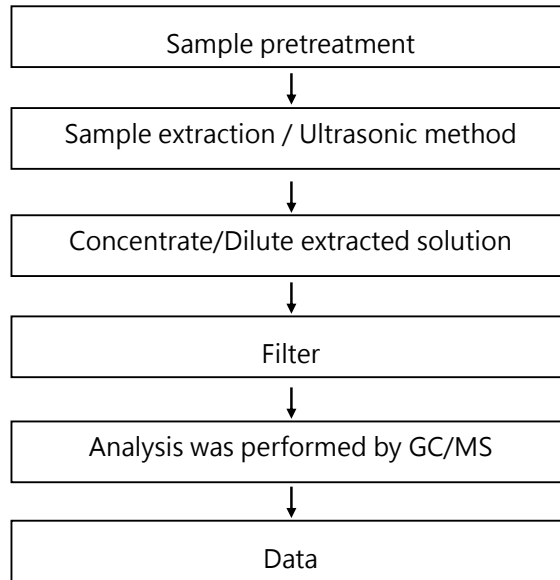 Sample pretreatment
Sample extraction / Ultrasonic method
Concentrate/Dilute extracted solution
Filter
Analysis was performed by GC/MS
Data